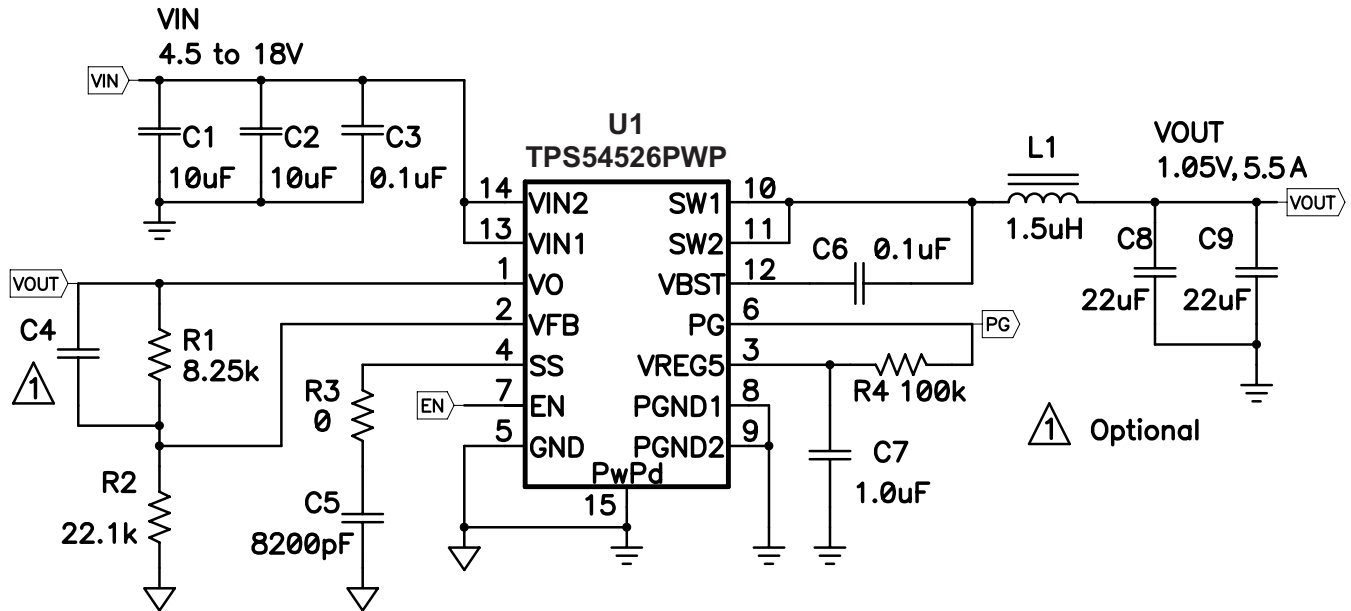 VIN
4.5 to 18V
VIN
C1
10uF
C2
10uF
C3
0.1uF
U1
TPS54526PWP
14
VIN2
13
VIN1
1
VO
2
VFB
4
SS
7
EN
5
GND
SW1
10
SW2
11
VBST
12
PG
6
VREG5
3
PGND1
8
PGND2
9
PwPd
15
VOUT
C4
1
R1
8.25k
R2
22.1k
R3
0
C5
8200pF
EN
C6
0.1uF
L1
1.5uH
VOUT
1.05V, 5.5A
VOUT
C8
22uF
C9
22uF
PG
R4 100k
C7
1.0uF
1 Optional